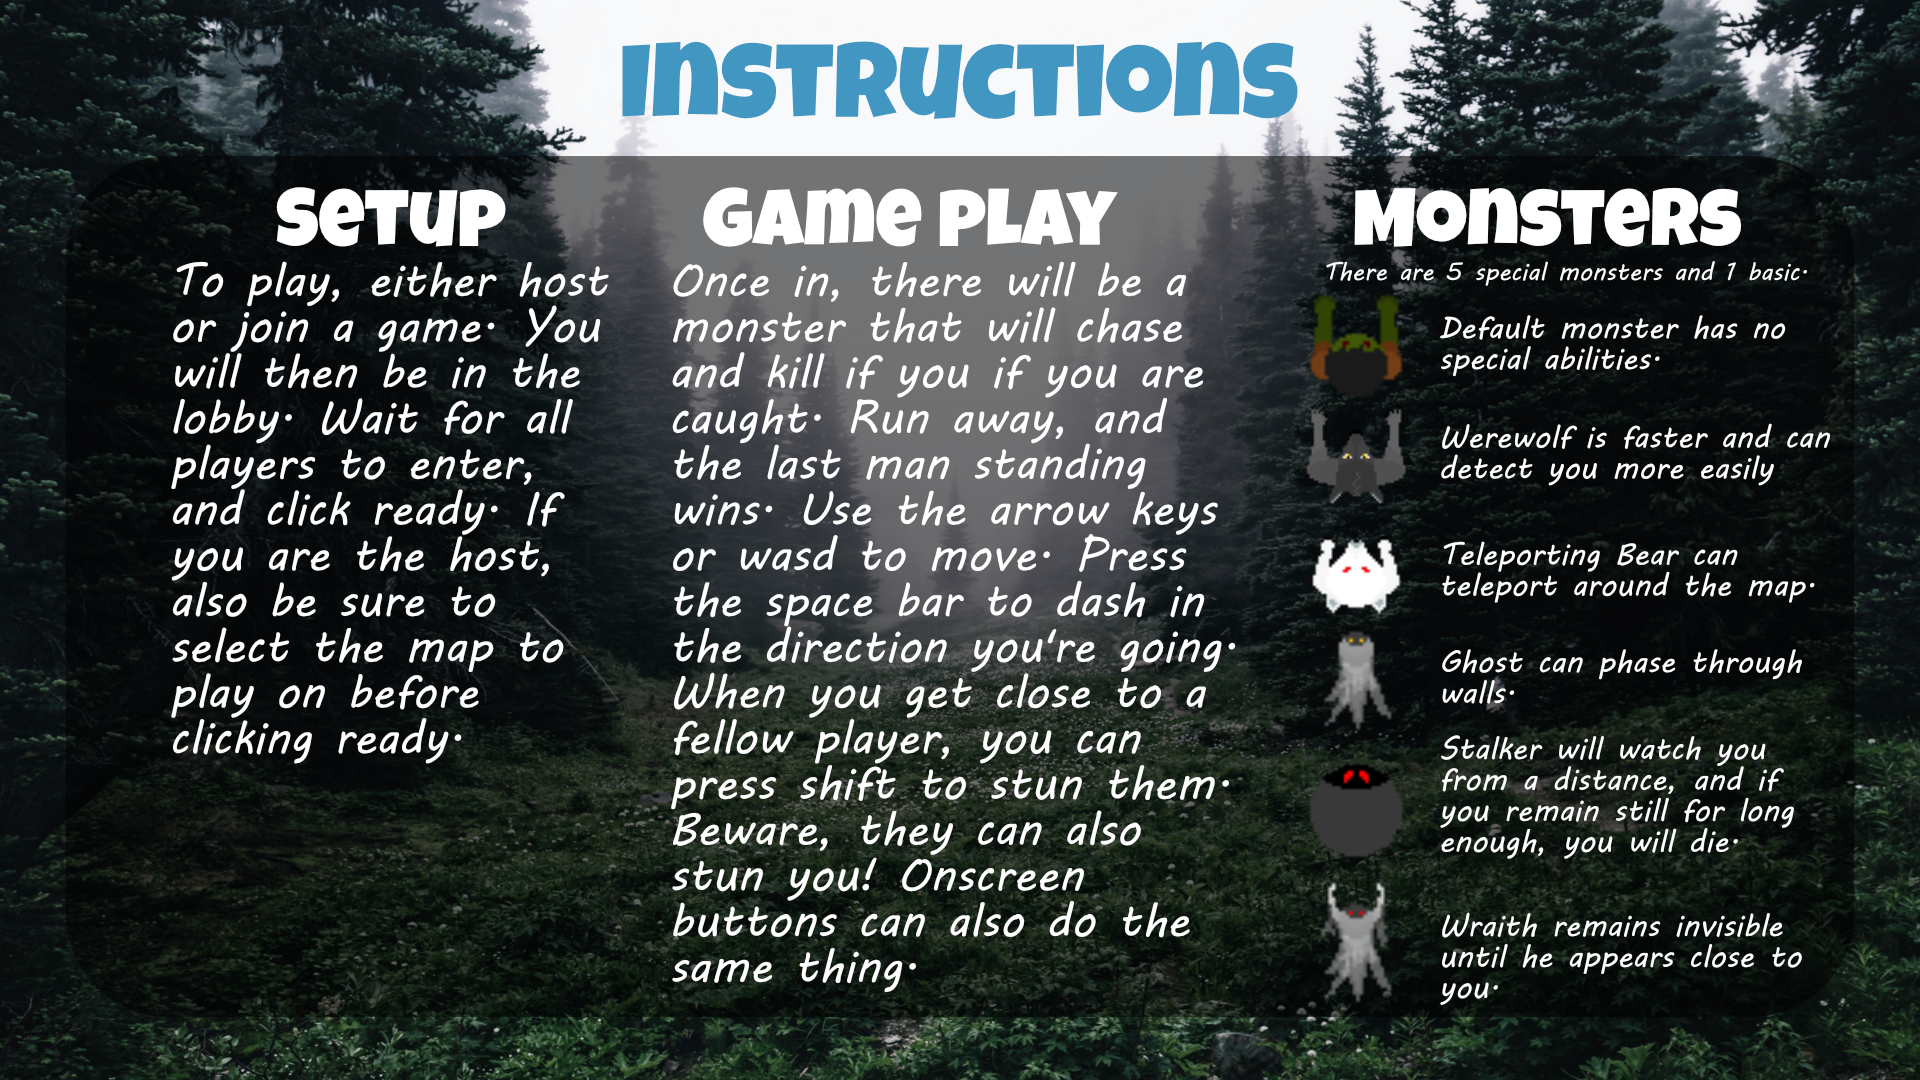 Instructions
Setup
To play, either host
or join a game. You
will then be in the
lobby. Wait for all
players to enter,
and click ready. If
you are the host,
also be sure to
select the map to
play on before
clicking ready.
Game Play
Once in, there will be a
monster that will chase
and kill if you if you are
caught. Run away, and
the last man standing
wins. Use the arrow keys
or wasd to move. Press
the space bar to dash in
the direction you're going.
When you get close to a
fellow player, you can
press shift to stun them.
Beware, they can also
stun you! Onscreen
buttons can also do the
same thing.
Monsters
There are 5 special monsters and 1 basic.
Default monster has no
special abilities.
Werewolf is faster and can
detect you more easily
Teleporting Bear can
teleport around the map.
Ghost can phase through
walls.
Stalker will watch you
from a distance, and if
you remain still for long
enough, you will die.
Wraith remains invisible
until he appears close to
you.